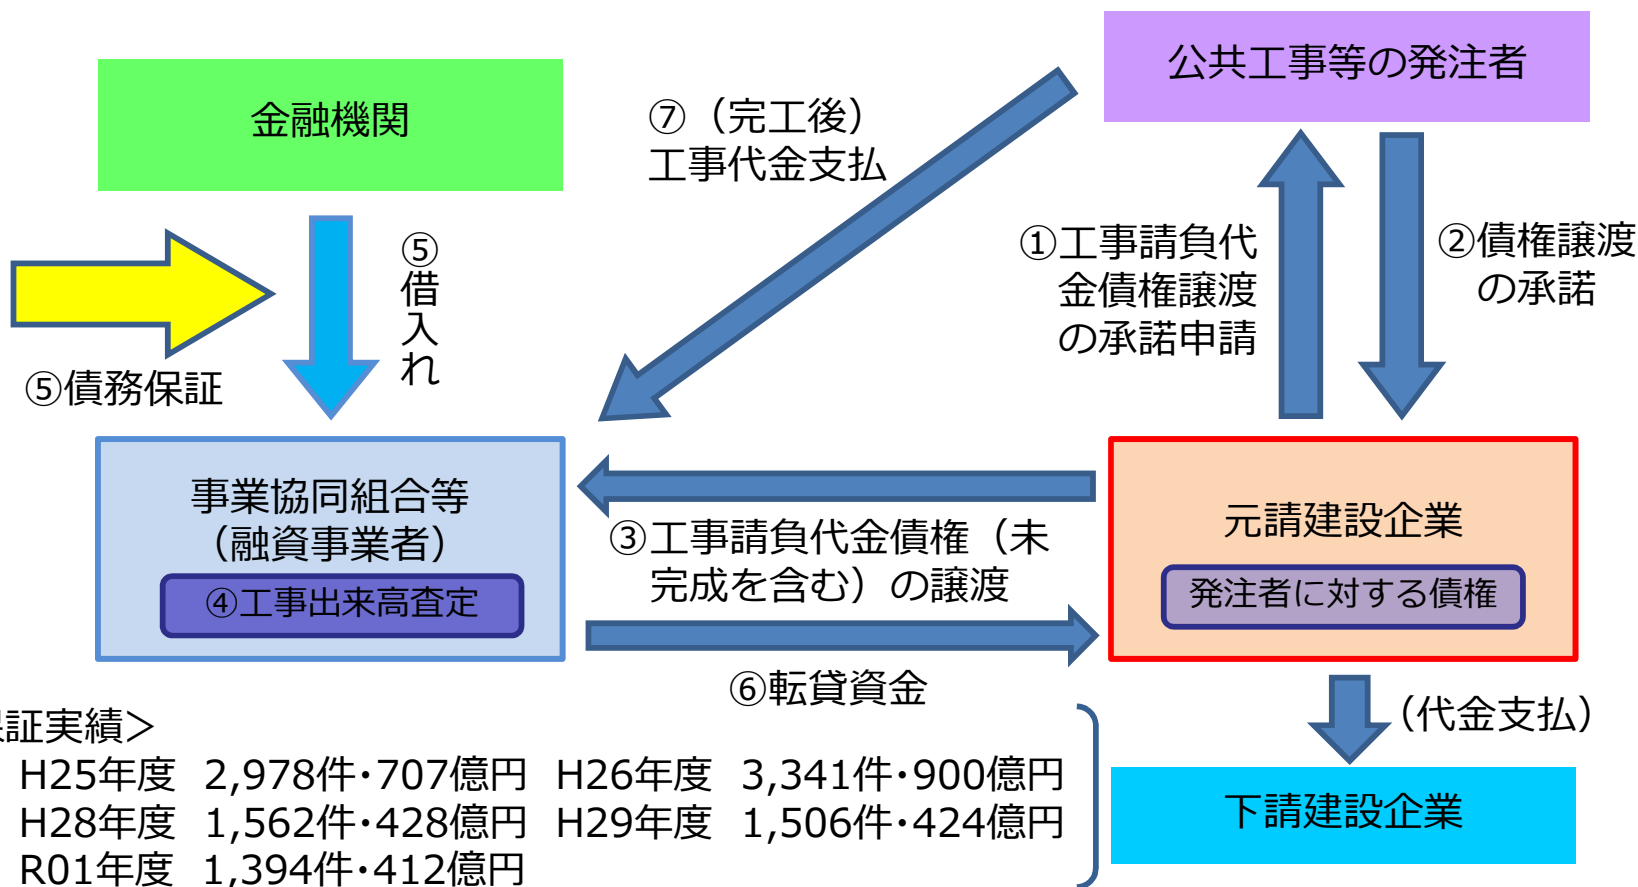 公共工事等の発注者
金融機関
⑦（完工後）
工事代金支払
①工事請負代
金債権譲渡
の承諾申請
②債権譲渡
の承諾
⑤借入れ
⑤債務保証
事業協同組合等
（融資事業者）
④工事出来高査定
③工事請負代金債権（未
完成を含む）の譲渡
元請建設企業
発注者に対する債権
⑥転貸資金
（代金支払）
証実績＞
H25年度 2,978件・707億円 H26年度 3,341件・900億円
H28年度 1,562件・428億円 H29年度 1,506件・424億円
R01年度 1,394件・412億円
下請建設企業